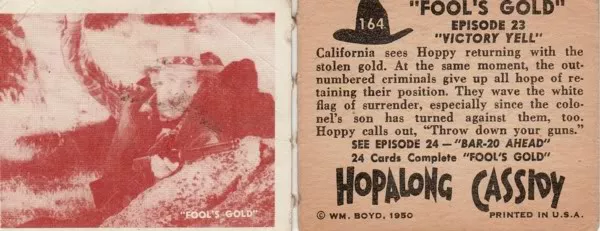 "FOOL'S GOLD"
164
"FOOL'S GOLD"
EPISODE 23
"VICTORY YELL"
California sees Hoppy returning with the
stolen gold. At the same moment, the out-
numbered criminals give up all hope of re-
taining their position. They wave the white
flag of surrender, especially since the colo-
nel's son has turned against them, too.
Hoppy calls out, "Throw down your guns."
SEE EPISODE 24 — "BAR-20 AHEAD"
24 Cards Complete "FOOL'S GOLD"
HOPALONG CASSIDY
© WM. BOYD, 1950
PRINTED IN U.S.A.